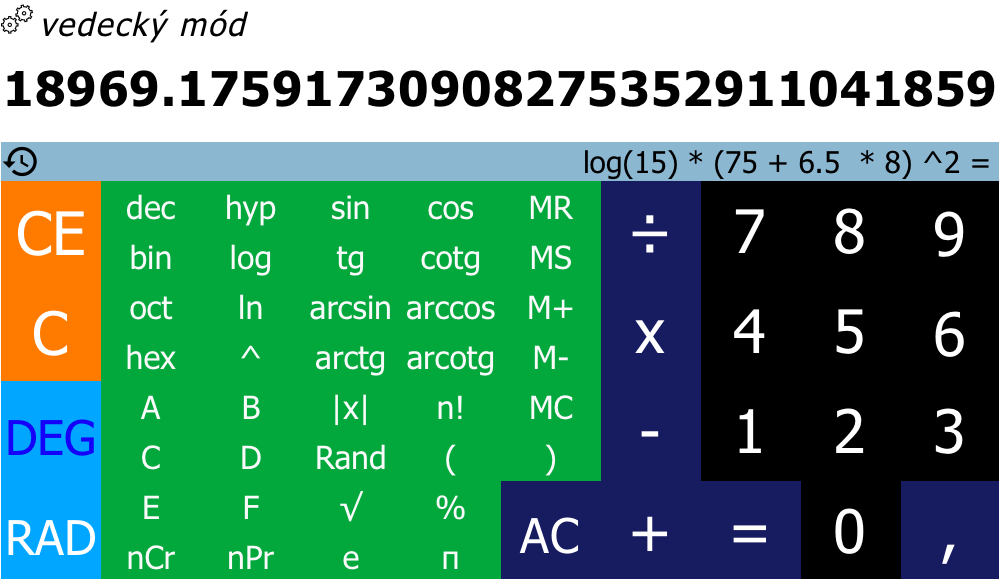 vedecký mód
18969.17591730908275352911041859
log(15) * (75 + 6.5  * 8) ^2 =
CE dec hyp sin cos MR ÷ 7 8 9
bin log tg cotg MS
C oct ln arcsin arccos M+ x 4 5 6
hex ^ arctg arcotg M-
DEG A B |x| n! MC - 1 2 3
C D Rand ( )
RAD E F √ % AC + = 0 ,
nCr nPr e п